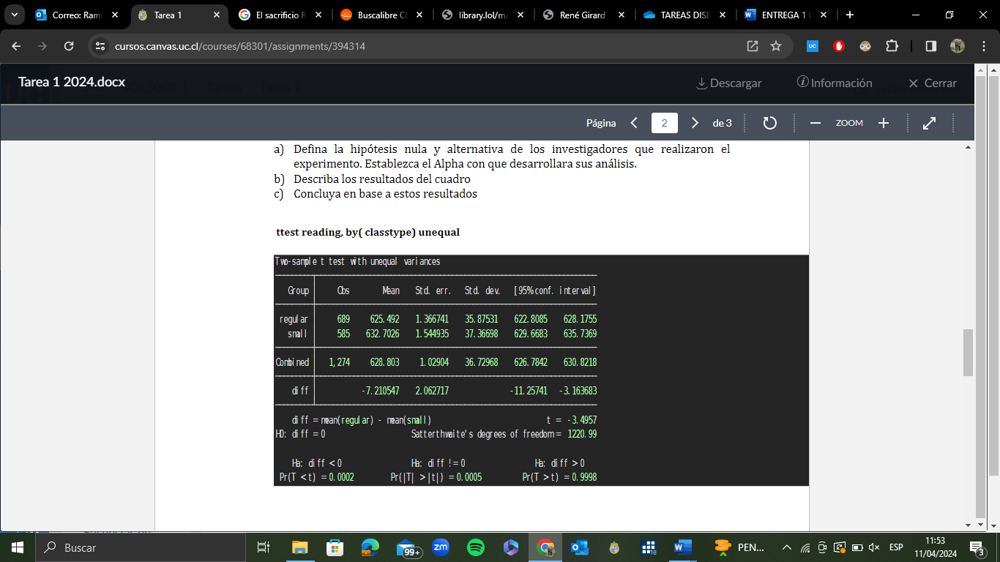 Correo: Ram
Tarea 1
El sacrificio R
Buscalibre C
library.lol/ma
René Girard
TAREAS DISE
ENTREGA 1
cursos.canvas.uc.cl/courses/68301/assignments/394314
UC
Tarea 1 2024.docx
Descargar
Información
Cerrar
Página
2
de 3
ZOOM
a) Defina la hipótesis nula y alternativa de los investigadores que realizaron el
experimento. Establezca el Alpha con que desarrollara sus análisis.
b) Describa los resultados del cuadro
c) Concluya en base a estos resultados
ttest reading, by( classtype) unequal
Two-sample t test with unequal variances
Group Obs Mean Std. err. Std. dev. [95% conf. interval]
regular 689 625.492 1.366741 35.87531 622.8085 628.1755
small 585 632.7026 1.544935 37.36698 629.6683 635.7369
Combined 1,274 628.803 1.02904 36.72968 626.7842 630.8218
diff -7.210547 2.062717 -11.25741 -3.163683
diff = mean(regular) - mean(small) t = -3.4957
H0: diff = 0 Satterthwaite's degrees of freedom = 1220.99
Ha: diff < 0 Ha: diff != 0 Ha: diff > 0
Pr(T < t) = 0.0002 Pr(|T| > |t|) = 0.0005 Pr(T > t) = 0.9998
Buscar
99+
zm
18
PEN...
ESP
11:53
11/04/2024
3